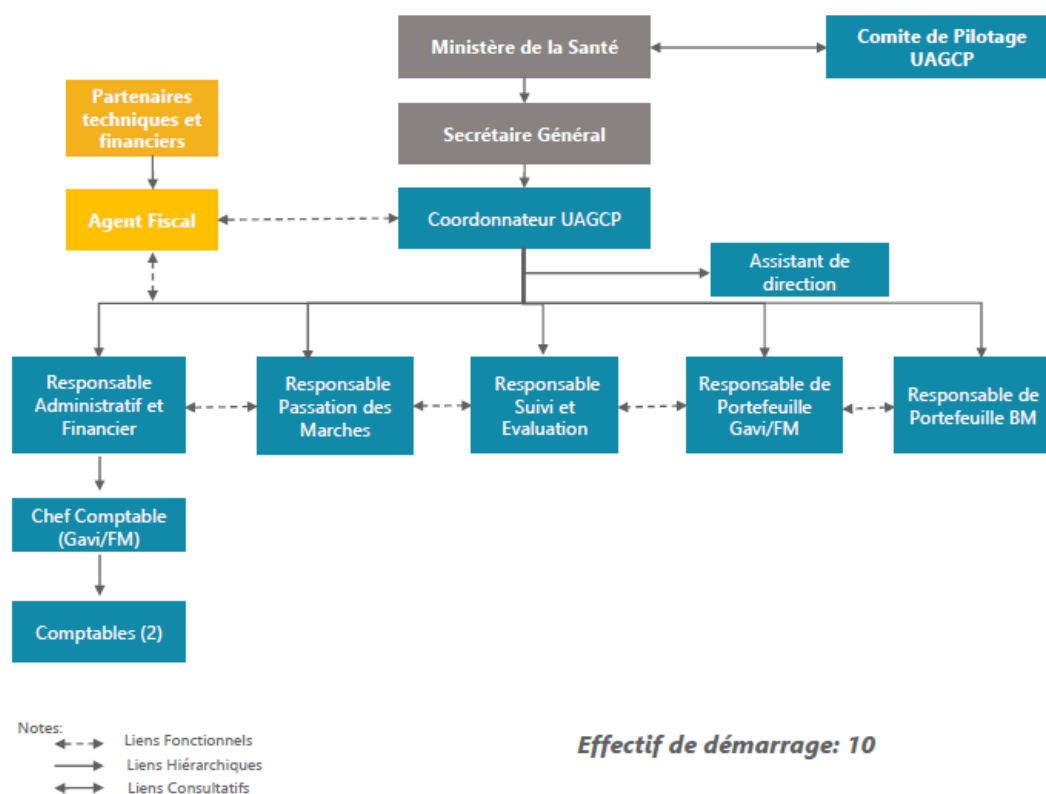 Ministère de la Santé
Comite de Pilotage
UAGCP
Partenaires
techniques et
financiers
Secrétaire Général
Agent Fiscal
Coordonnateur UAGCP
Assistant de
direction
Responsable
Administratif et
Financier
Responsable
Passation des
Marches
Responsable
Suivi et
Evaluation
Responsable de
Portefeuille
Gavi/FM
Responsable de
Portefeuille BM
Chef Comptable
(Gavi/FM)
Comptables (2)
Notes:
Liens Fonctionnels
Liens Hiérarchiques
Liens Consultatifs
Effectif de démarrage: 10